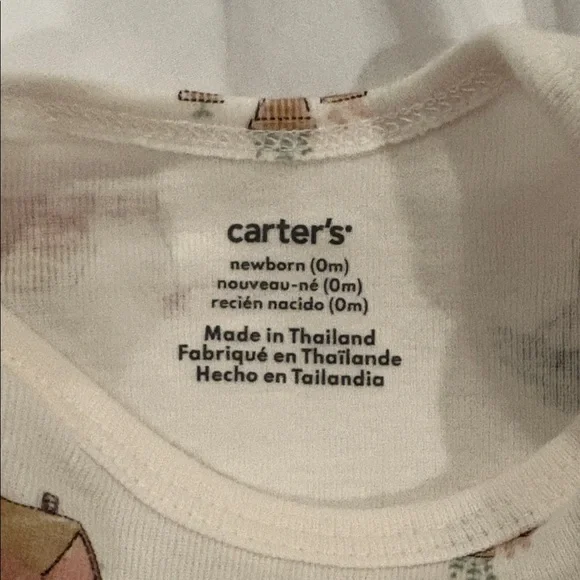 carter's
newborn (0m)
nouveau-né (0m)
recién nacido (0m)
Made in Thailand
Fabriqué en Thaïlande
Hecho en Tailandia